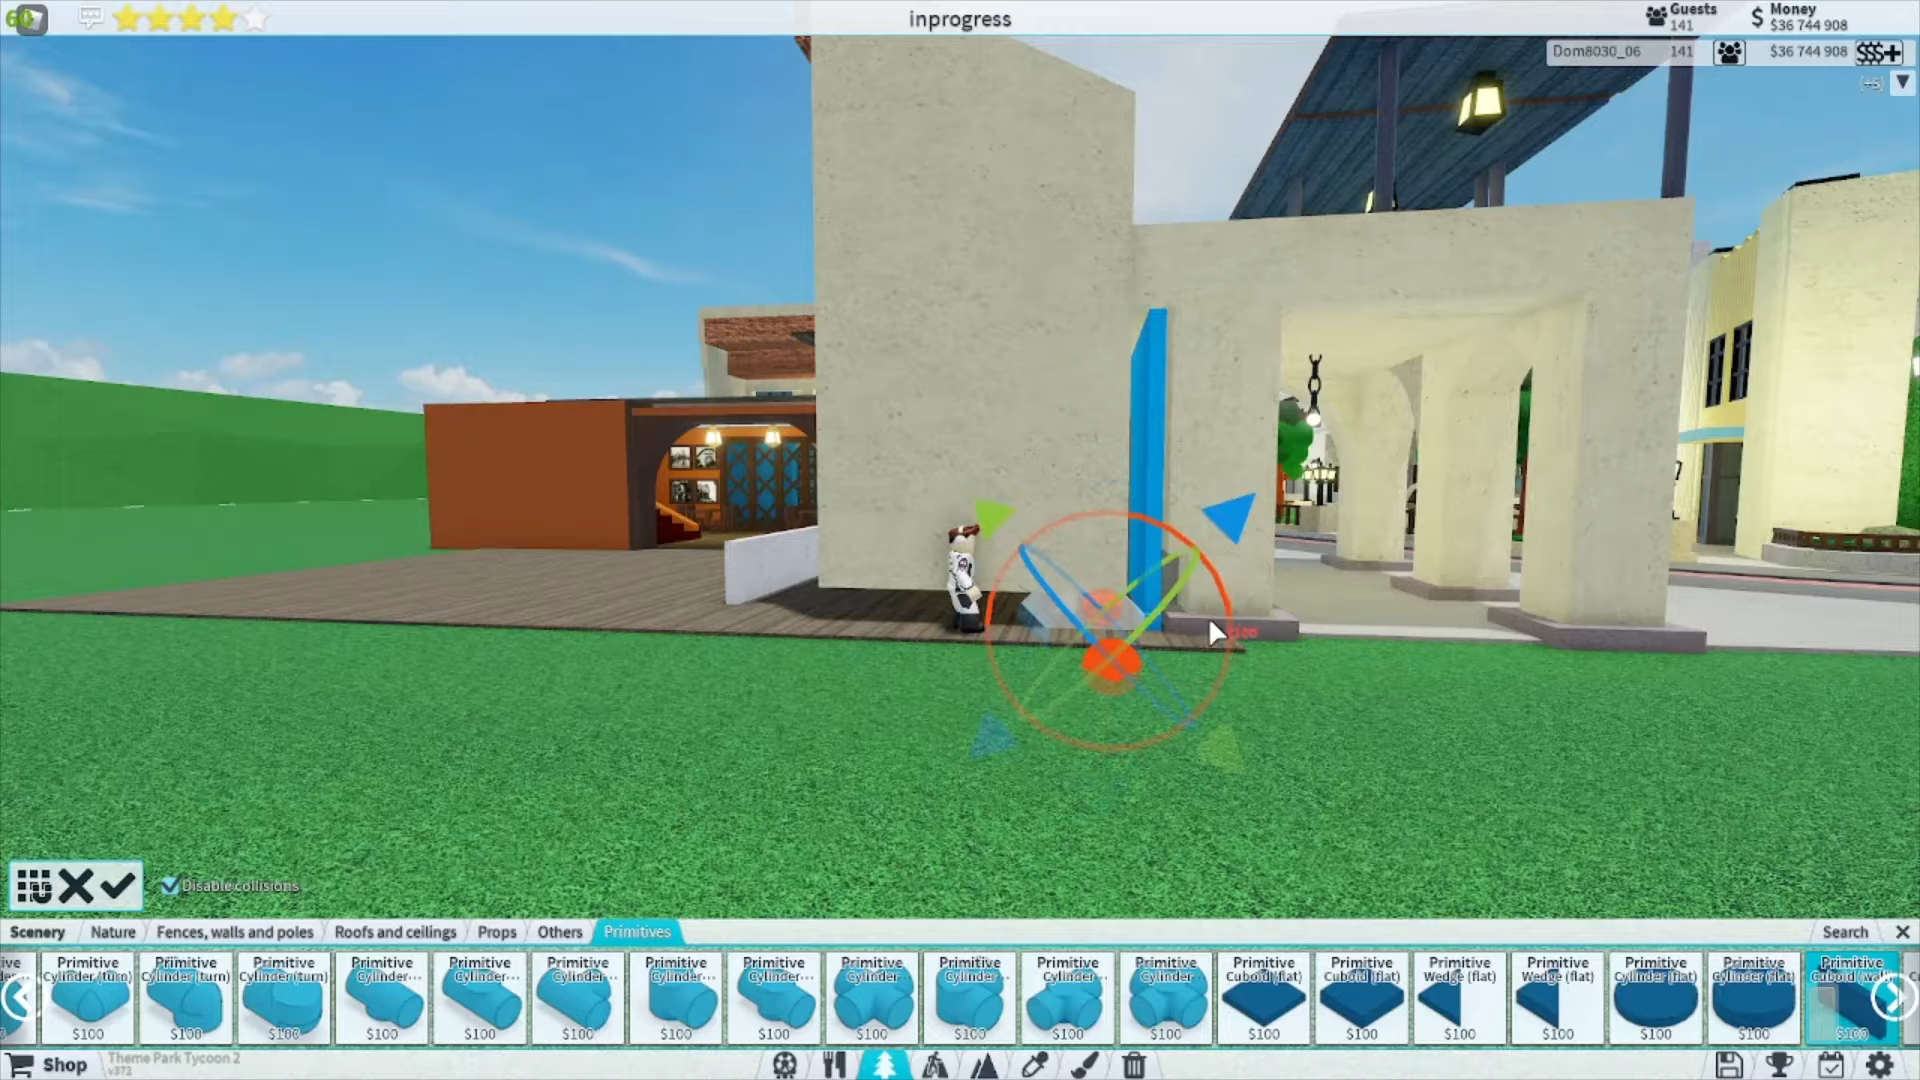 60
inprogress
Guests
141
$ Money
$36 744 908
Dom8030_06 141 $36 744 908 $$$+
[+5]
Disable collisions
Scenery Nature Fences, walls and poles Roofs and ceilings Props Others Primitives Search
Primitive Cylinder (turn) $100
Primitive Cylinder (turn) $100
Primitive Cylinder (turn) $100
Primitive Cylinder... $100
Primitive Cylinder... $100
Primitive Cylinder... $100
Primitive Cylinder... $100
Primitive Cylinder... $100
Primitive Cylinder... $100
Primitive Cylinder... $100
Primitive Cylinder... $100
Primitive Cylinder... $100
Primitive Cuboid (flat) $100
Primitive Cuboid (flat) $100
Primitive Wedge (flat) $100
Primitive Wedge (flat) $100
Primitive Cylinder (flat) $100
Primitive Cylinder (flat) $100
Primitive Cuboid (wall) $100
Shop
Theme Park Tycoon 2
v372